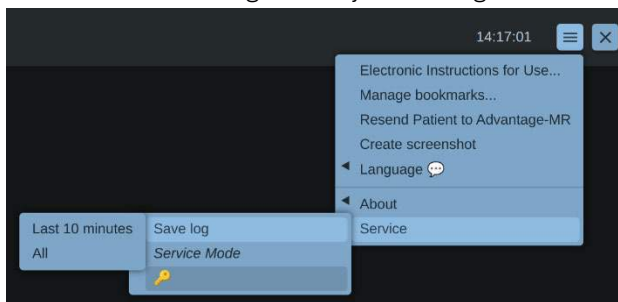 14:17:01
Electronic Instructions for Use...
Manage bookmarks...
Resend Patient to Advantage-MR
Create screenshot
Language
About
Service
Save log
Service Mode
Last 10 minutes
All